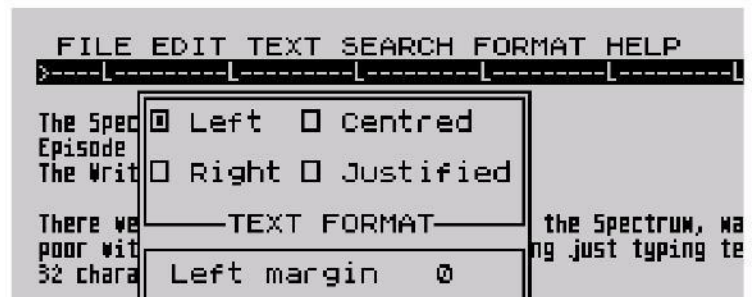 FILE EDIT TEXT SEARCH FORMAT HELP
The Spec
Left Centred
Episode
The Writ
Right Justified
There we
TEXT FORMAT
the Spectrum, wa
poor wit
ng just typing te
32 chara
Left margin 0